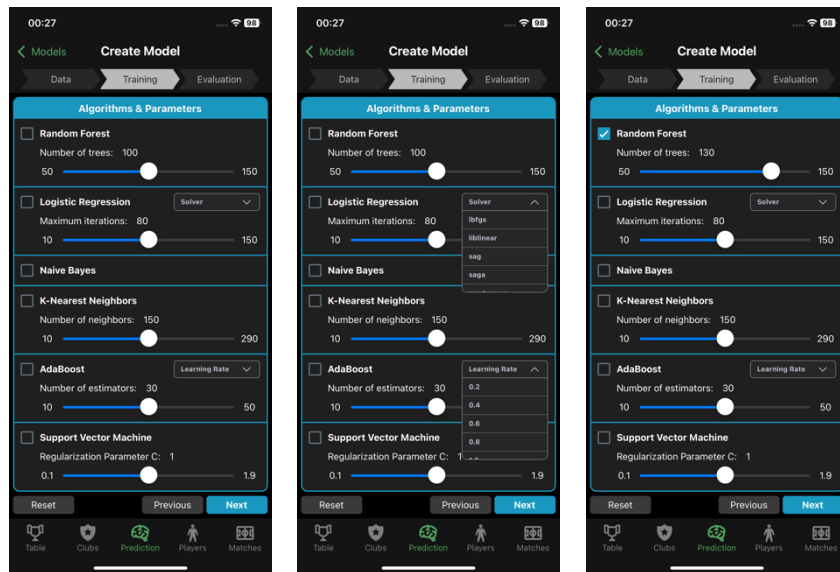 00:27 98
Models Create Model
Data Training Evaluation
Algorithms & Parameters
Random Forest
Number of trees: 100
50 150
Logistic Regression Solver
Maximum iterations: 80
10 150
Naive Bayes
K-Nearest Neighbors
Number of neighbors: 150
10 290
AdaBoost Learning Rate
Number of estimators: 30
10 50
Support Vector Machine
Regularization Parameter C: 1
0.1 1.9
Reset Previous Next
Table Clubs Prediction Players Matches
00:27 98
Models Create Model
Data Training Evaluation
Algorithms & Parameters
Random Forest
Number of trees: 100
50 150
Logistic Regression Solver
Maximum iterations: 80 lbfgs
10 liblinear
sag
Naive Bayes saga
K-Nearest Neighbors
Number of neighbors: 150
10 290
AdaBoost Learning Rate
Number of estimators: 30 0.2
10 0.4
0.6
Support Vector Machine 0.8
Regularization Parameter C: 1
0.1 1.9
Reset Previous Next
Table Clubs Prediction Players Matches
00:27 98
Models Create Model
Data Training Evaluation
Algorithms & Parameters
Random Forest
Number of trees: 130
50 150
Logistic Regression Solver
Maximum iterations: 80
10 150
Naive Bayes
K-Nearest Neighbors
Number of neighbors: 150
10 290
AdaBoost Learning Rate
Number of estimators: 30
10 50
Support Vector Machine
Regularization Parameter C: 1
0.1 1.9
Reset Previous Next
Table Clubs Prediction Players Matches